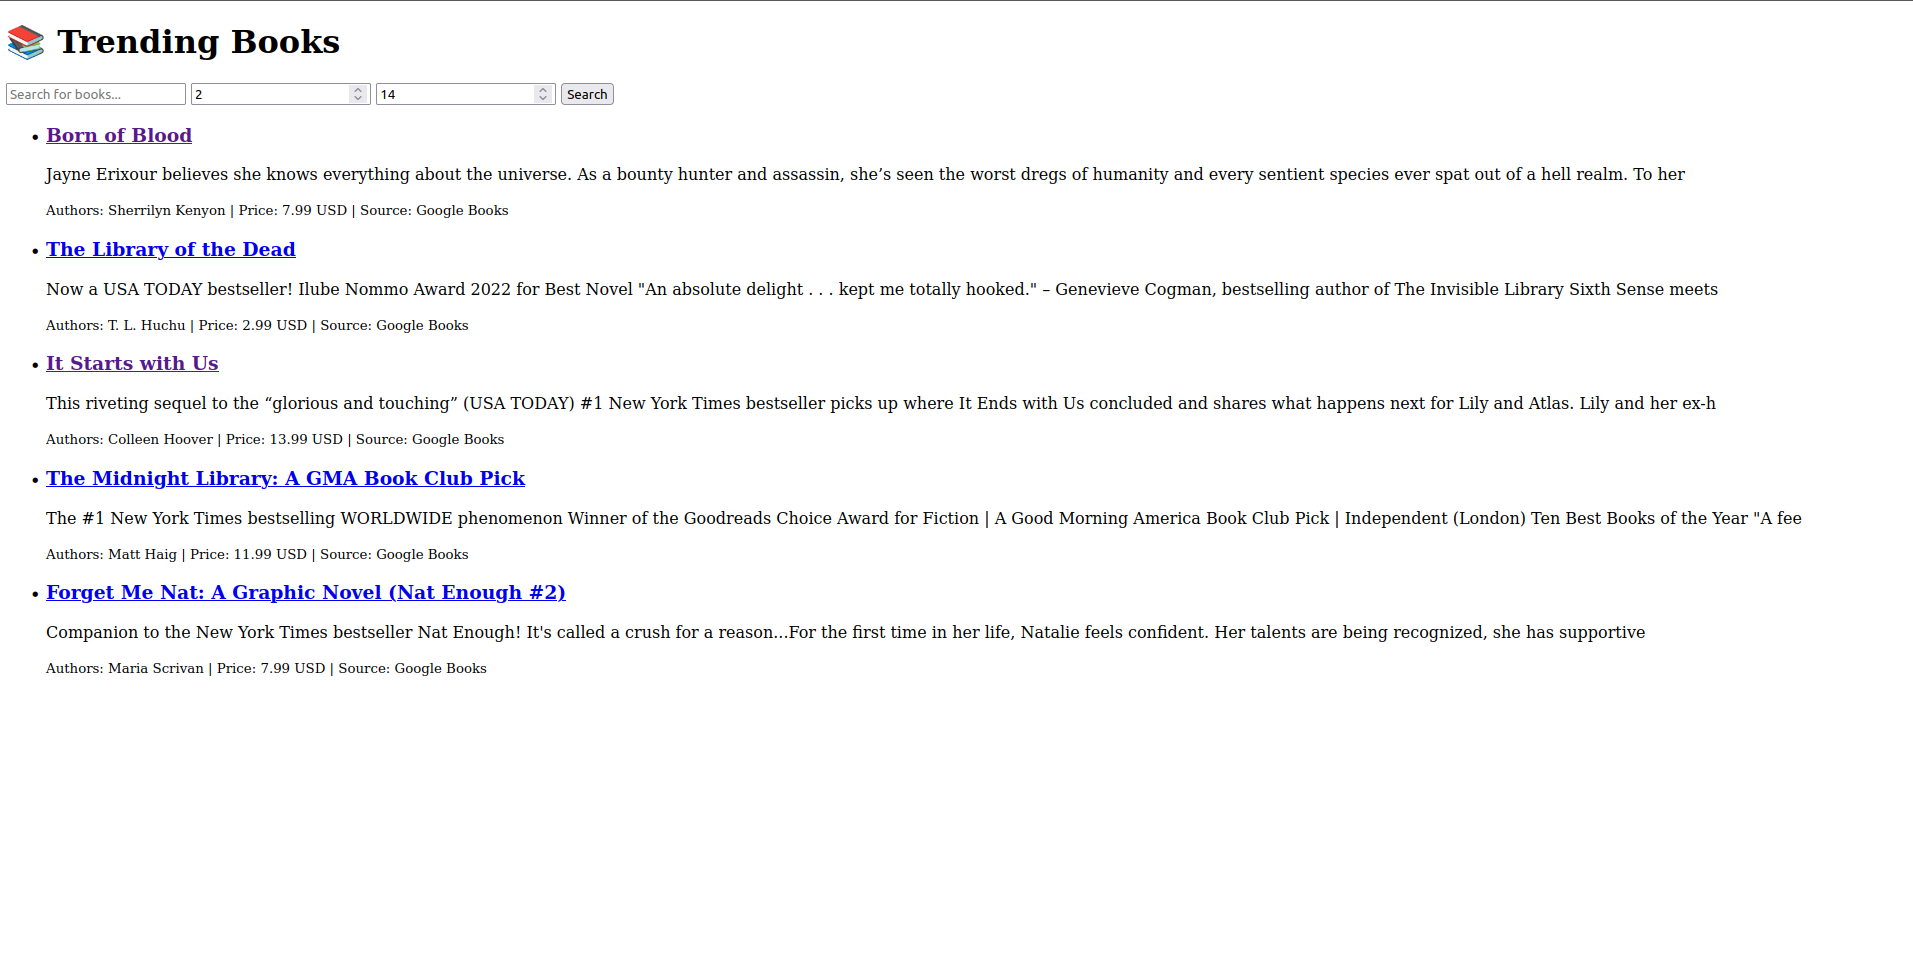 📚 Trending Books
Search for books... 2 14 Search
• Born of Blood
Jayne Erixour believes she knows everything about the universe. As a bounty hunter and assassin, she’s seen the worst dregs of humanity and every sentient species ever spat out of a hell realm. To her
Authors: Sherrilyn Kenyon | Price: 7.99 USD | Source: Google Books
• The Library of the Dead
Now a USA TODAY bestseller! Ilube Nommo Award 2022 for Best Novel "An absolute delight . . . kept me totally hooked." – Genevieve Cogman, bestselling author of The Invisible Library Sixth Sense meets
Authors: T. L. Huchu | Price: 2.99 USD | Source: Google Books
• It Starts with Us
This riveting sequel to the “glorious and touching” (USA TODAY) #1 New York Times bestseller picks up where It Ends with Us concluded and shares what happens next for Lily and Atlas. Lily and her ex-h
Authors: Colleen Hoover | Price: 13.99 USD | Source: Google Books
• The Midnight Library: A GMA Book Club Pick
The #1 New York Times bestselling WORLDWIDE phenomenon Winner of the Goodreads Choice Award for Fiction | A Good Morning America Book Club Pick | Independent (London) Ten Best Books of the Year "A fee
Authors: Matt Haig | Price: 11.99 USD | Source: Google Books
• Forget Me Nat: A Graphic Novel (Nat Enough #2)
Companion to the New York Times bestseller Nat Enough! It's called a crush for a reason...For the first time in her life, Natalie feels confident. Her talents are being recognized, she has supportive
Authors: Maria Scrivan | Price: 7.99 USD | Source: Google Books